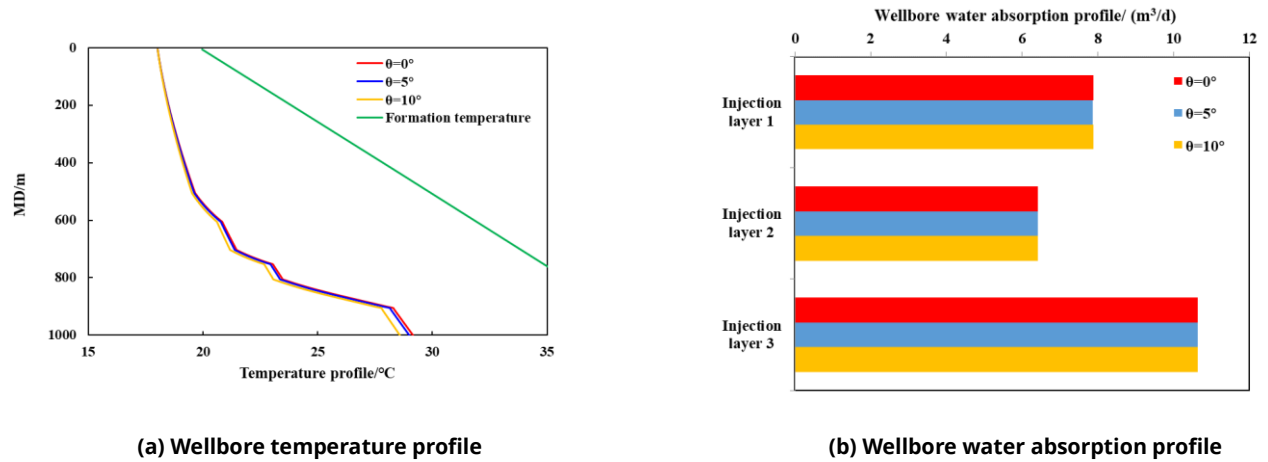 0
200
400
600
800
1000
MD/m
15 20 25 30 35
Temperature profile/°C
θ=0°
θ=5°
θ=10°
Formation temperature
(a) Wellbore temperature profile
Wellbore water absorption profile/ (m³/d)
0 2 4 6 8 10 12
Injection
layer 1
Injection
layer 2
Injection
layer 3
θ=0°
θ=5°
θ=10°
(b) Wellbore water absorption profile